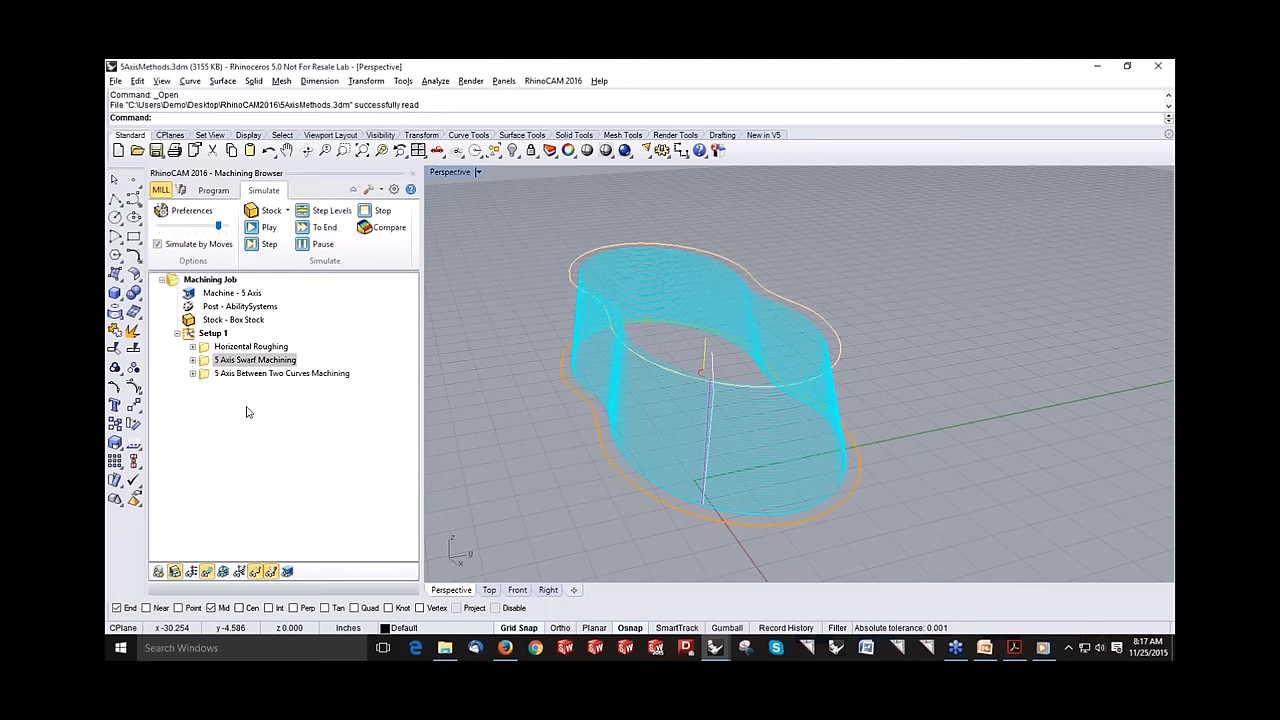 5AxisMethods.3dm (3155 KB) - Rhinoceros 5.0 Not For Resale Lab - [Perspective]
File Edit View Curve Surface Solid Mesh Dimension Transform Tools Analyze Render Panels RhinoCAM 2016 Help
Command: _Open
File "C:\Users\Demo\Desktop\RhinoCAM2016\5AxisMethods.3dm" successfully read
Command:
Standard CPlanes Set View Display Select Viewport Layout Visibility Transform Curve Tools Surface Tools Solid Tools Mesh Tools Render Tools Drafting New in V5
RhinoCAM 2016 - Machining Browser
MILL Program Simulate
Preferences Stock Step Levels Stop
Play To End Compare
Simulate by Moves Step Pause
Options Simulate
Machining Job
Machine - 5 Axis
Post - AbilitySystems
Stock - Box Stock
Setup 1
Horizontal Roughing
5 Axis Swarf Machining
5 Axis Between Two Curves Machining
Perspective
z
y
x
Perspective Top Front Right
End Near Point Mid Cen Int Perp Tan Quad Knot Vertex Project Disable
CPlane x -30.254 y -4.586 z 0.000 Inches Default Grid Snap Ortho Planar Osnap SmartTrack Gumball Record History Filter Absolute tolerance: 0.001
Search Windows
8:17 AM
11/25/2015